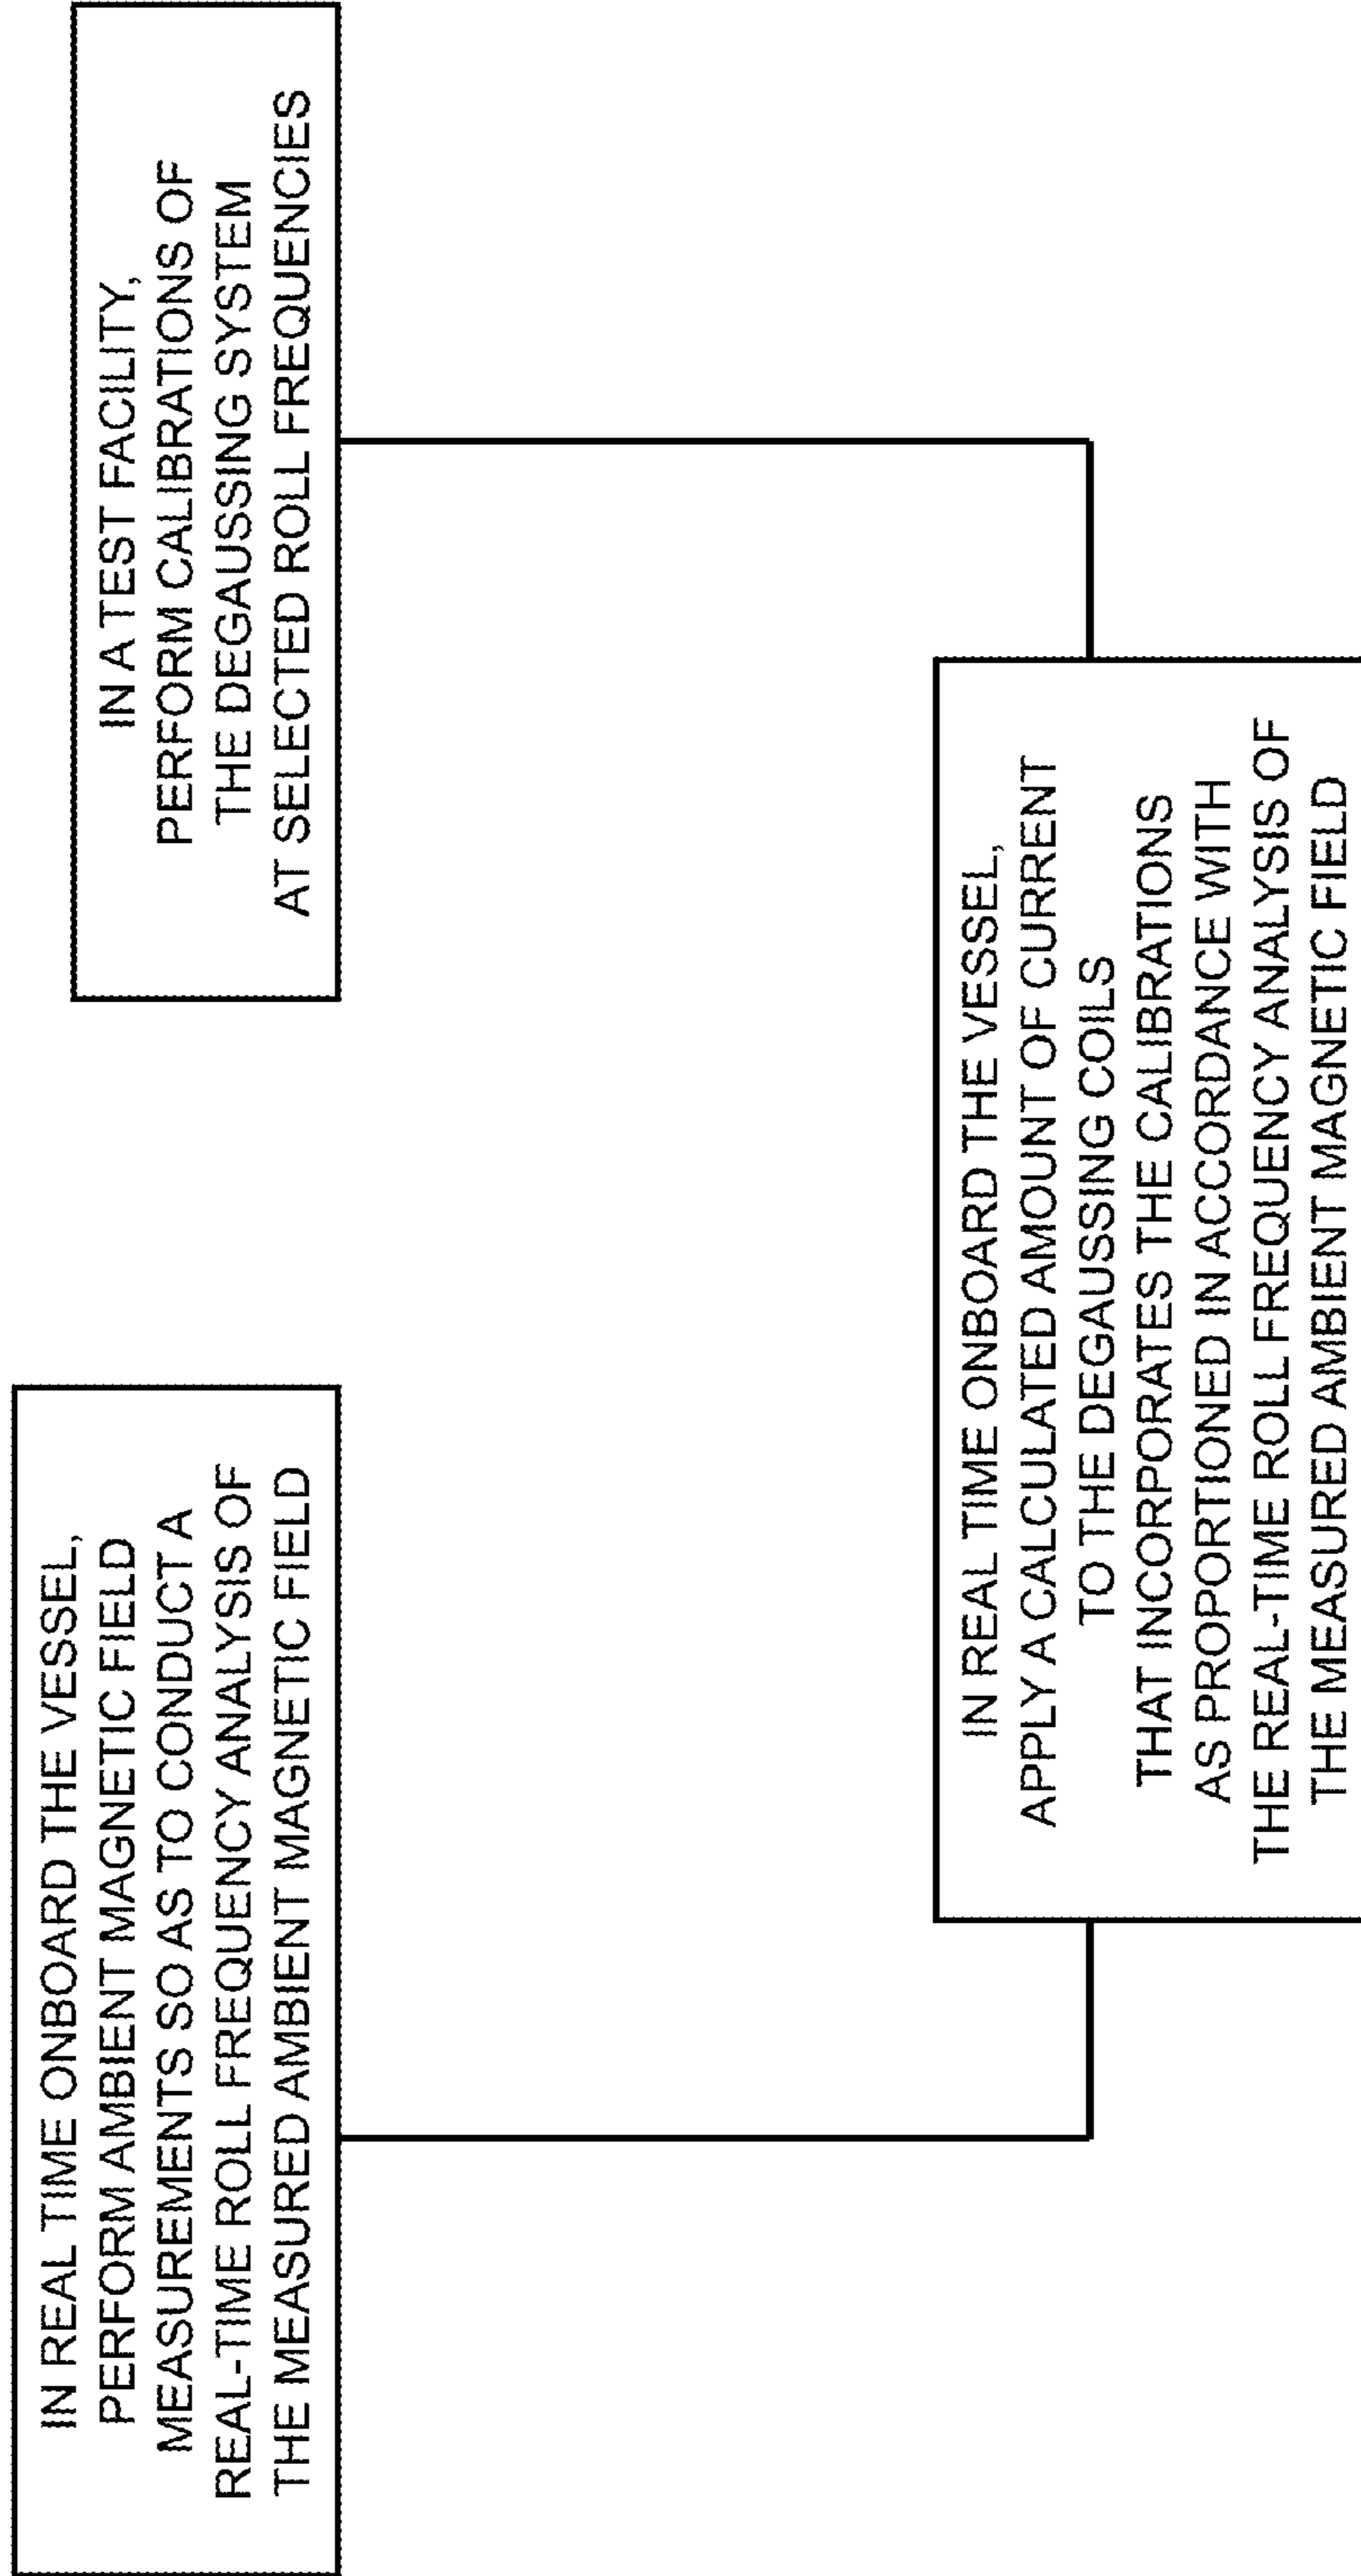 IN REAL TIME ONBOARD THE VESSEL,
PERFORM AMBIENT MAGNETIC FIELD
MEASUREMENTS SO AS TO CONDUCT A
REAL-TIME ROLL FREQUENCY ANALYSIS OF
THE MEASURED AMBIENT MAGNETIC FIELD
IN A TEST FACILITY,
PERFORM CALIBRATIONS OF
THE DEGAUSSING SYSTEM
AT SELECTED ROLL FREQUENCIES
IN REAL TIME ONBOARD THE VESSEL,
APPLY A CALCULATED AMOUNT OF CURRENT
TO THE DEGAUSSING COILS
THAT INCORPORATES THE CALIBRATIONS
AS PROPORTIONED IN ACCORDANCE WITH
THE REAL-TIME ROLL FREQUENCY ANALYSIS OF
THE MEASURED AMBIENT MAGNETIC FIELD